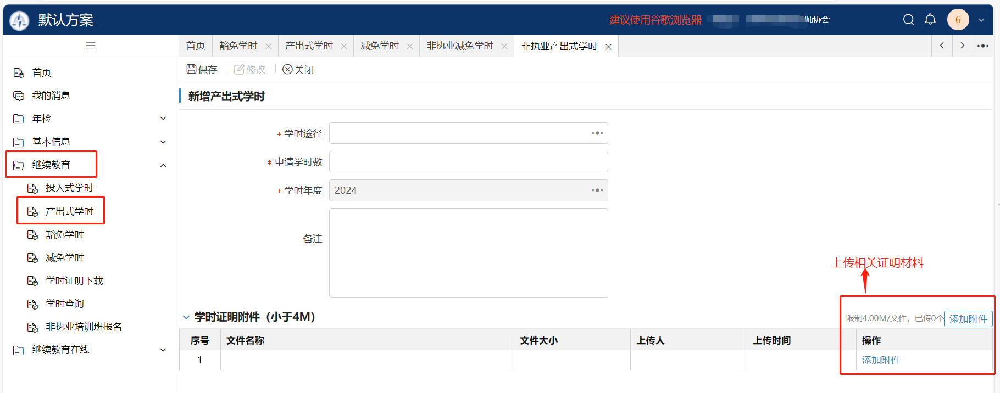 默认方案
建议使用谷歌浏览器
师协会
6
首页 豁免学时 产出式学时 减免学时 非执业减免学时 非执业产出式学时
保存 修改 关闭
首页
我的消息
年检
基本信息
继续教育
投入式学时
产出式学时
豁免学时
减免学时
学时证明下载
学时查询
非执业培训班报名
继续教育在线
新增产出式学时
* 学时途径
* 申请学时数
* 学时年度 2024
备注
上传相关证明材料
学时证明附件（小于4M）
限制4.00M/文件，已传0个 添加附件
序号 文件名称 文件大小 上传人 上传时间 操作
1 添加附件